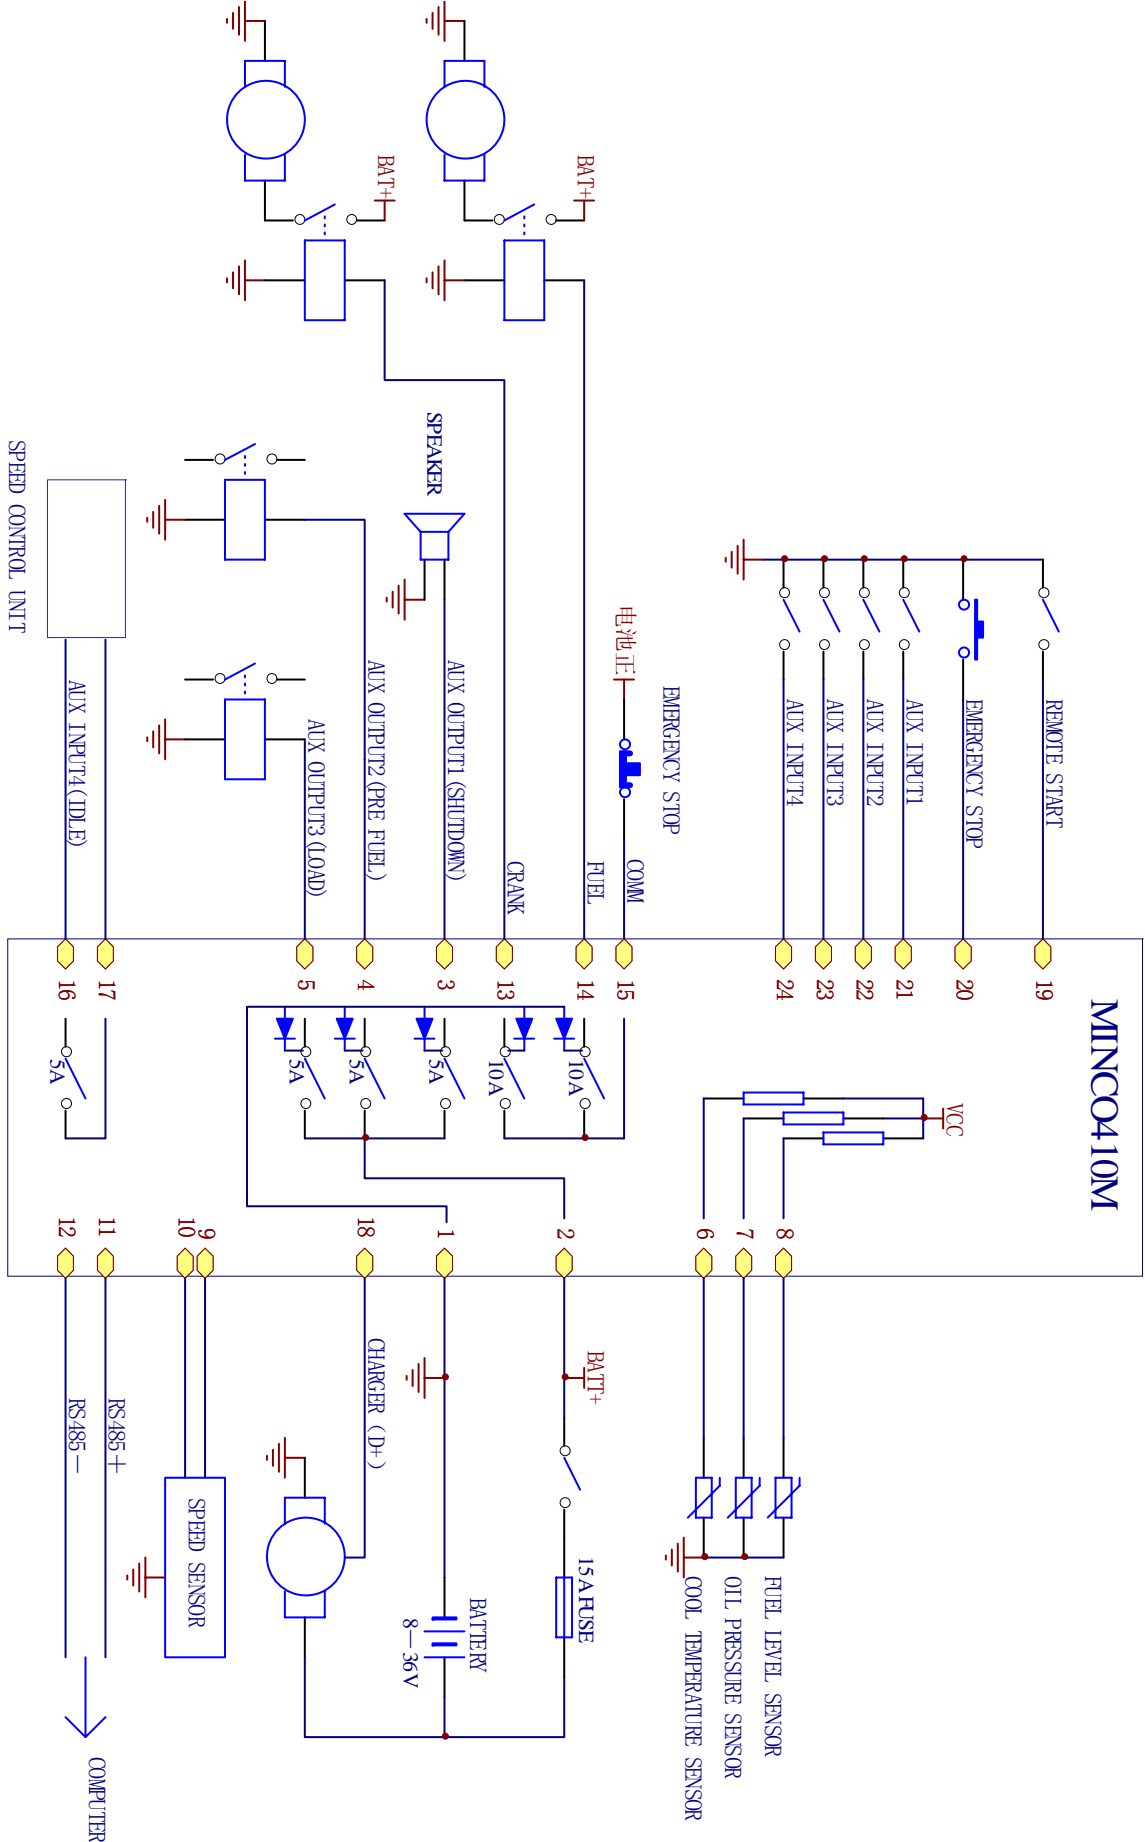 MINCO410M
REMOTE START
19
EMERGENCY STOP
20
AUX INPUT1
21
AUX INPUT2
22
AUX INPUT3
23
AUX INPUT4
24
VCC
8
7
6
FUEL LEVEL SENSOR
OIL PRESSURE SENSOR
COOL TEMPERATURE SENSOR
EMERGENCY STOP
电池正
COMM
15
BAT+
FUEL
14
10A
2
BATT+
15A FUSE
CRANK
13
10A
SPEAKER
AUX OUTPUT1(SHUTDOWN)
3
5A
1
BATTERY
8—36V
BAT+
AUX OUTPUT2(PRE FUEL)
4
5A
18
CHARGER (D+)
AUX OUTPUT3(LOAD)
5
5A
9
10
SPEED SENSOR
17
11
RS485+
AUX INPUT4(IDLE)
16
5A
12
RS485—
COMPUTER
SPEED CONTROL UNIT